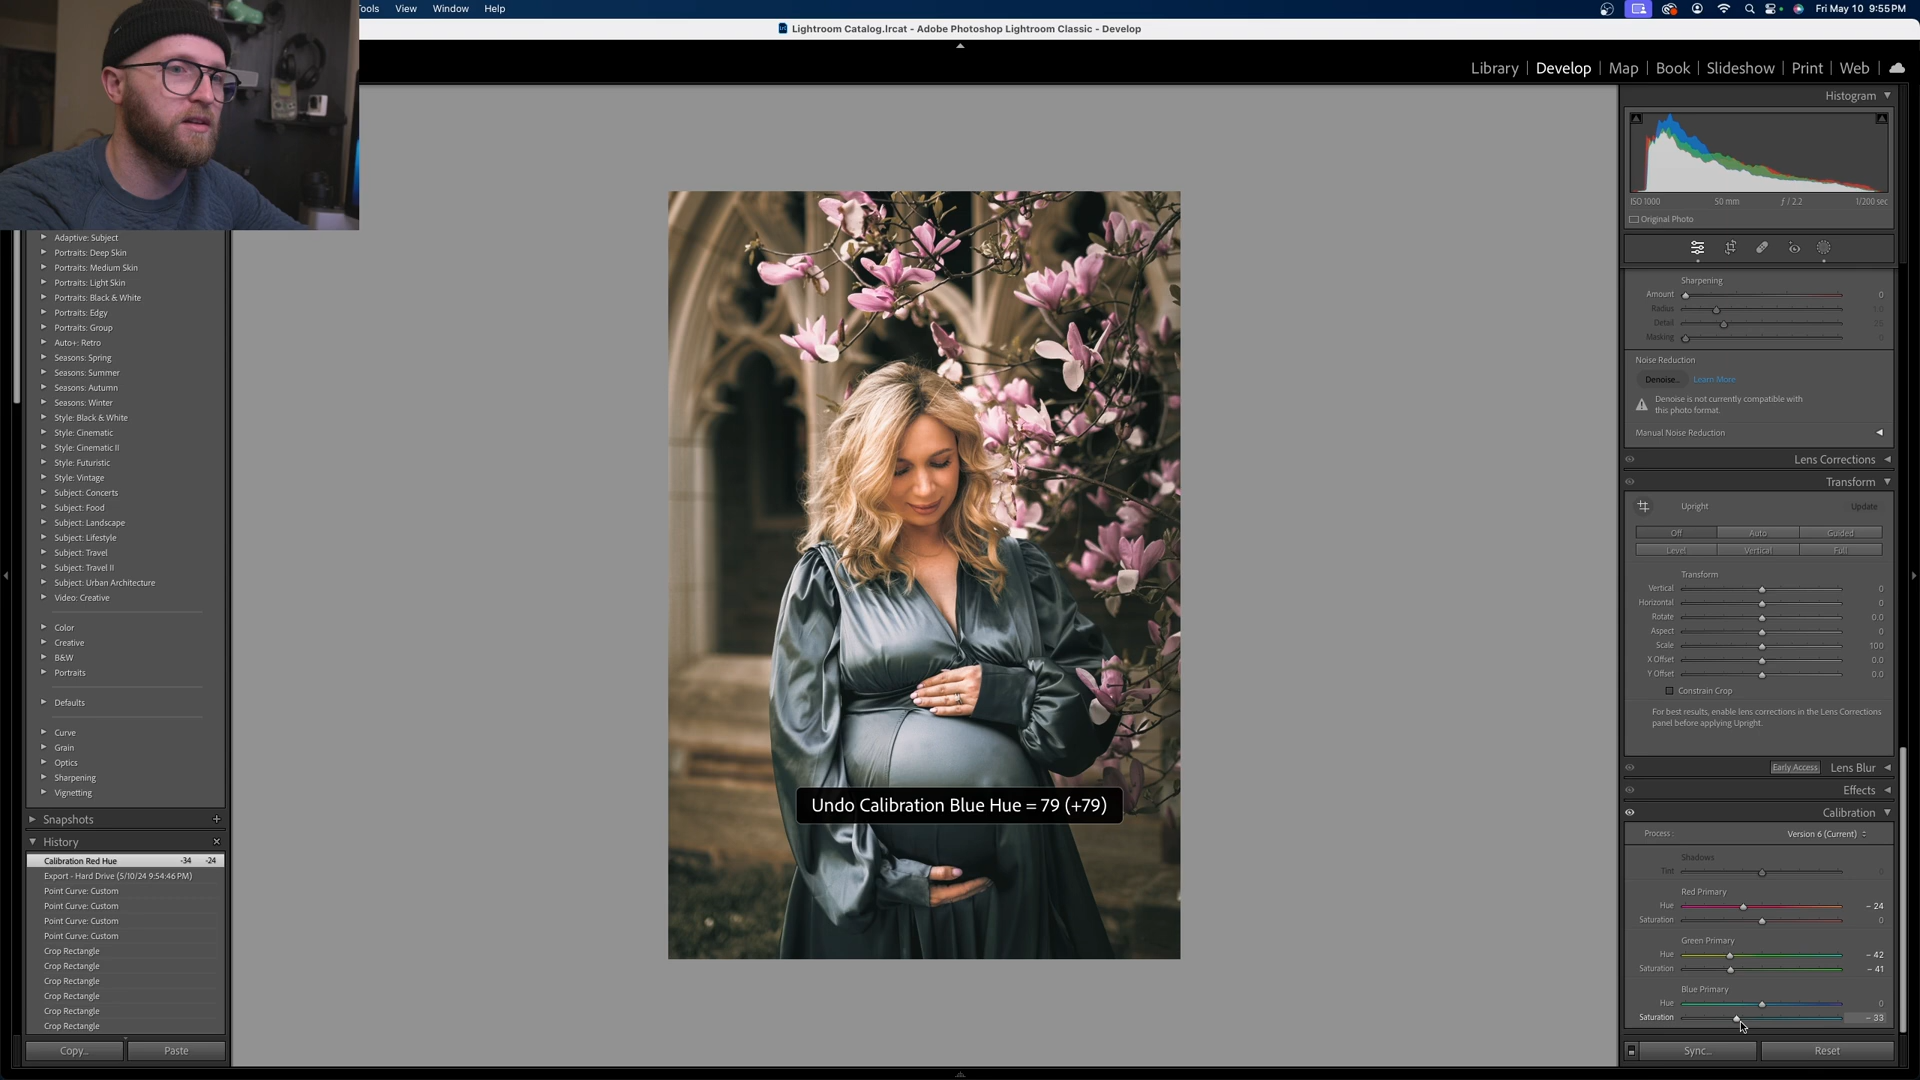 ools View Window Help
Fri May 10 9:55PM
Lightroom Catalog.lrcat - Adobe Photoshop Lightroom Classic - Develop
Library | Develop | Map | Book | Slideshow | Print | Web
Histogram
ISO 1000 50 mm ƒ / 2.2 1/200 sec
Original Photo
Adaptive: Subject
Portraits: Deep Skin
Portraits: Medium Skin
Portraits: Light Skin
Portraits: Black & White
Portraits: Edgy
Portraits: Group
Auto+: Retro
Seasons: Spring
Seasons: Summer
Seasons: Autumn
Seasons: Winter
Style: Black & White
Style: Cinematic
Style: Cinematic II
Style: Futuristic
Style: Vintage
Subject: Concerts
Subject: Food
Subject: Landscape
Subject: Lifestyle
Subject: Travel
Subject: Travel II
Subject: Urban Architecture
Video: Creative
Color
Creative
B&W
Portraits
Defaults
Curve
Grain
Optics
Sharpening
Vignetting
Snapshots +
History ×
Calibration Red Hue -34 -24
Export - Hard Drive (5/10/24 9:54:46 PM)
Point Curve: Custom
Point Curve: Custom
Point Curve: Custom
Point Curve: Custom
Crop Rectangle
Crop Rectangle
Crop Rectangle
Crop Rectangle
Crop Rectangle
Crop Rectangle
Copy... Paste
Undo Calibration Blue Hue = 79 (+79)
Sharpening
Amount 0
Radius 1.0
Detail 25
Masking 0
Noise Reduction
Denoise... Learn More
Denoise is not currently compatible with
this photo format.
Manual Noise Reduction
Lens Corrections
Transform
Upright Update
Off Auto Guided
Level Vertical Full
Transform
Vertical 0
Horizontal 0
Rotate 0.0
Aspect 0
Scale 100
X Offset 0.0
Y Offset 0.0
Constrain Crop
For best results, enable lens corrections in the Lens Corrections
panel before applying Upright.
Early Access Lens Blur
Effects
Calibration
Process : Version 6 (Current)
Shadows
Tint 0
Red Primary
Hue - 24
Saturation 0
Green Primary
Hue - 42
Saturation - 41
Blue Primary
Hue 0
Saturation - 33
Sync... Reset